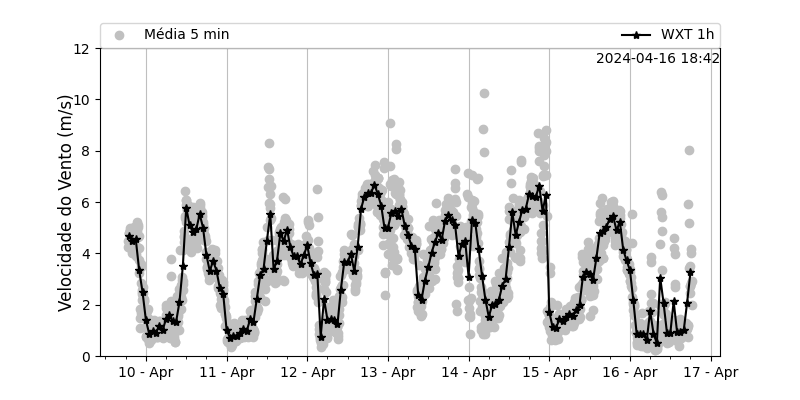 Média 5 min
WXT 1h
2024-04-16 18:42
Velocidade do Vento (m/s)
12
10
8
6
4
2
0
10 - Apr
11 - Apr
12 - Apr
13 - Apr
14 - Apr
15 - Apr
16 - Apr
17 - Apr